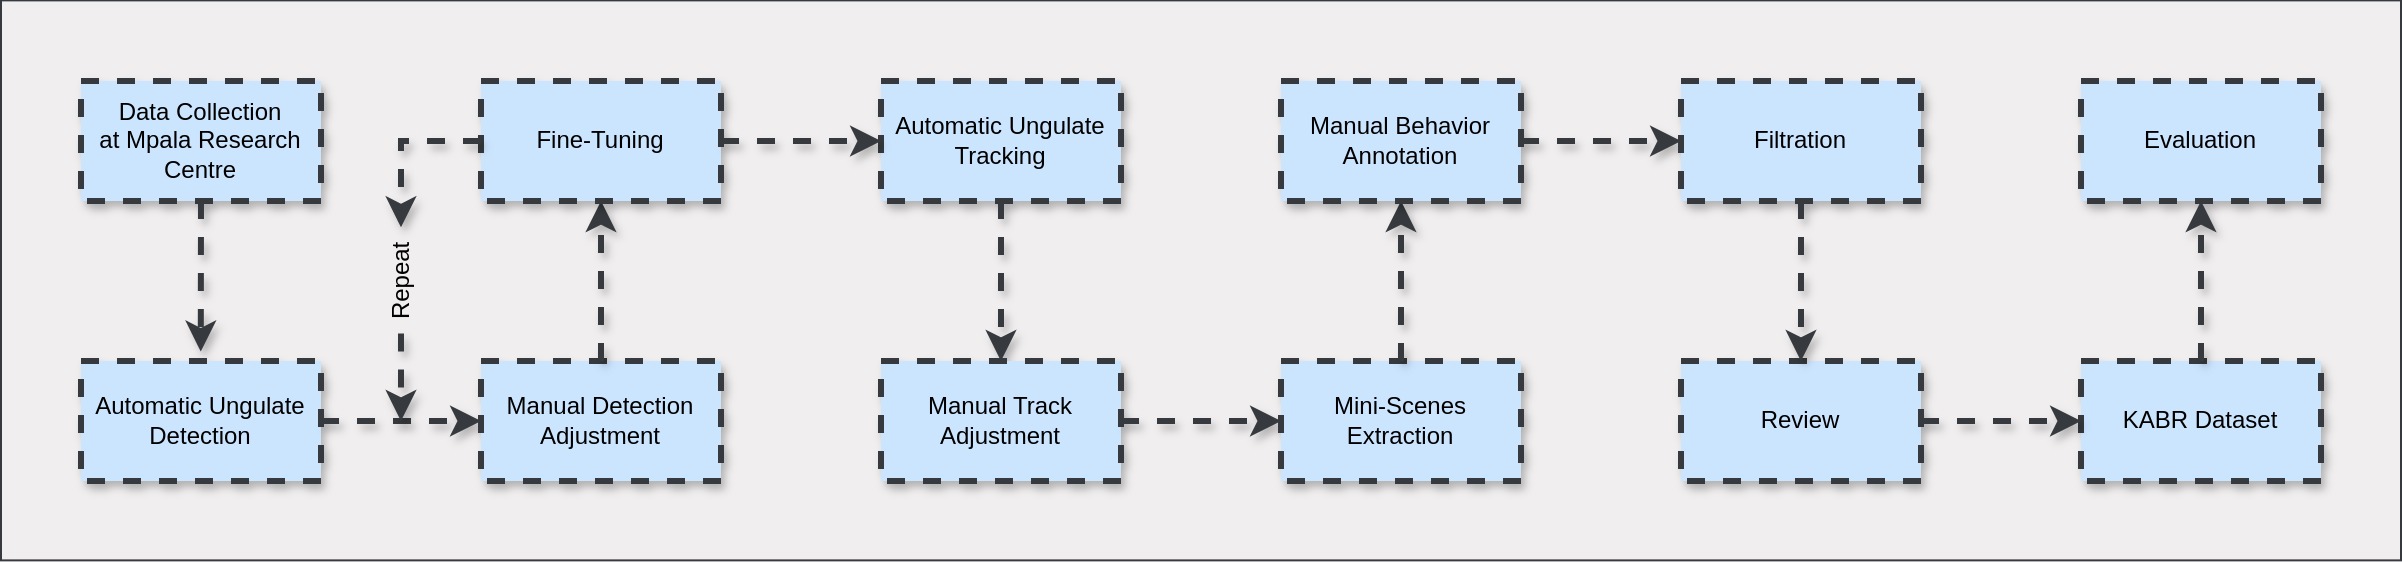 Data Collection
at Mpala Research
Centre
Fine-Tuning
Automatic Ungulate
Tracking
Manual Behavior
Annotation
Filtration
Evaluation
Repeat
Automatic Ungulate
Detection
Manual Detection
Adjustment
Manual Track
Adjustment
Mini-Scenes
Extraction
Review
KABR Dataset